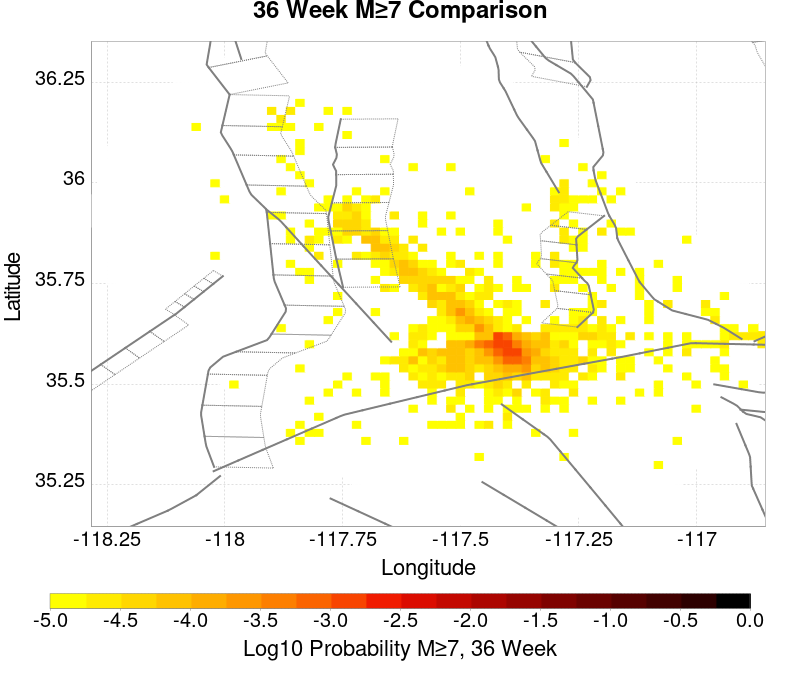 36 Week M≥7 Comparison
36.25
36
35.75
35.5
35.25
Latitude
-118.25 -118 -117.75 -117.5 -117.25 -117
Longitude
-5.0 -4.5 -4.0 -3.5 -3.0 -2.5 -2.0 -1.5 -1.0 -0.5 0.0
Log10 Probability M≥7, 36 Week